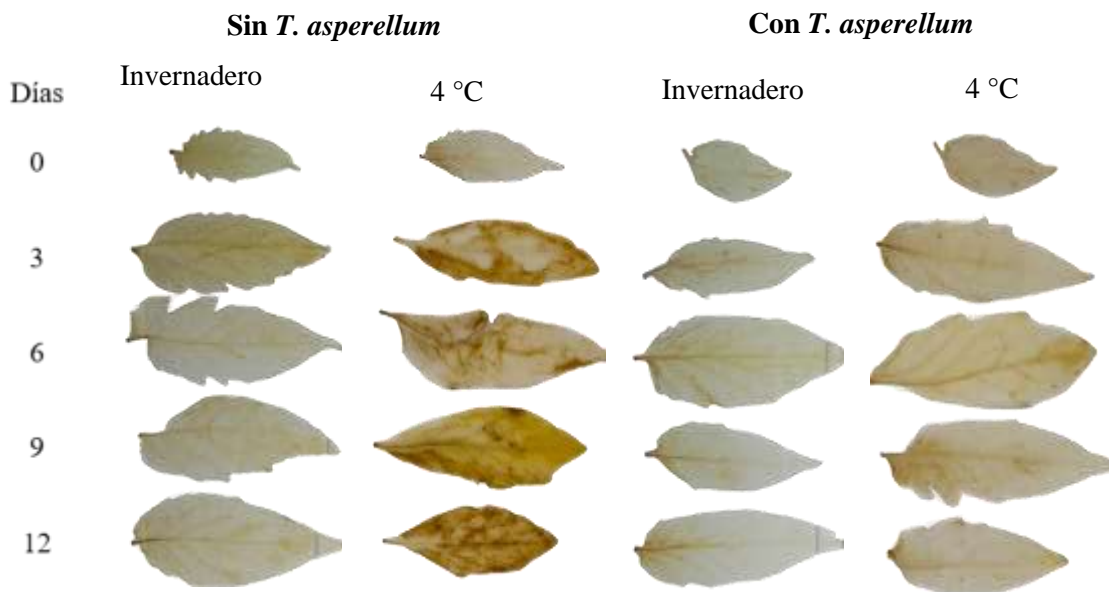 Sin T. asperellum Con T. asperellum
Días Invernadero 4 °C Invernadero 4 °C
0
3
6
9
12